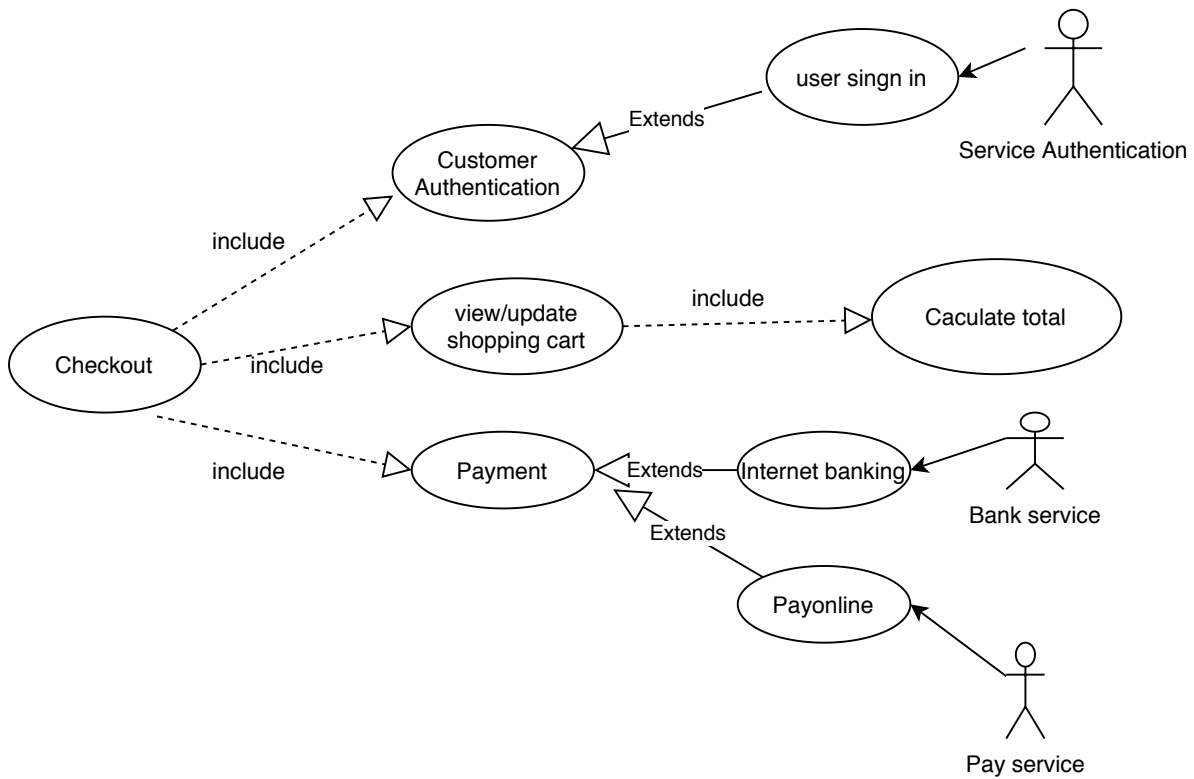 user singn in
Extends
Service Authentication
Customer
Authentication
include
include
view/update
shopping cart
Caculate total
Checkout
include
include
Payment
Extends
Internet banking
Bank service
Extends
Payonline
Pay service